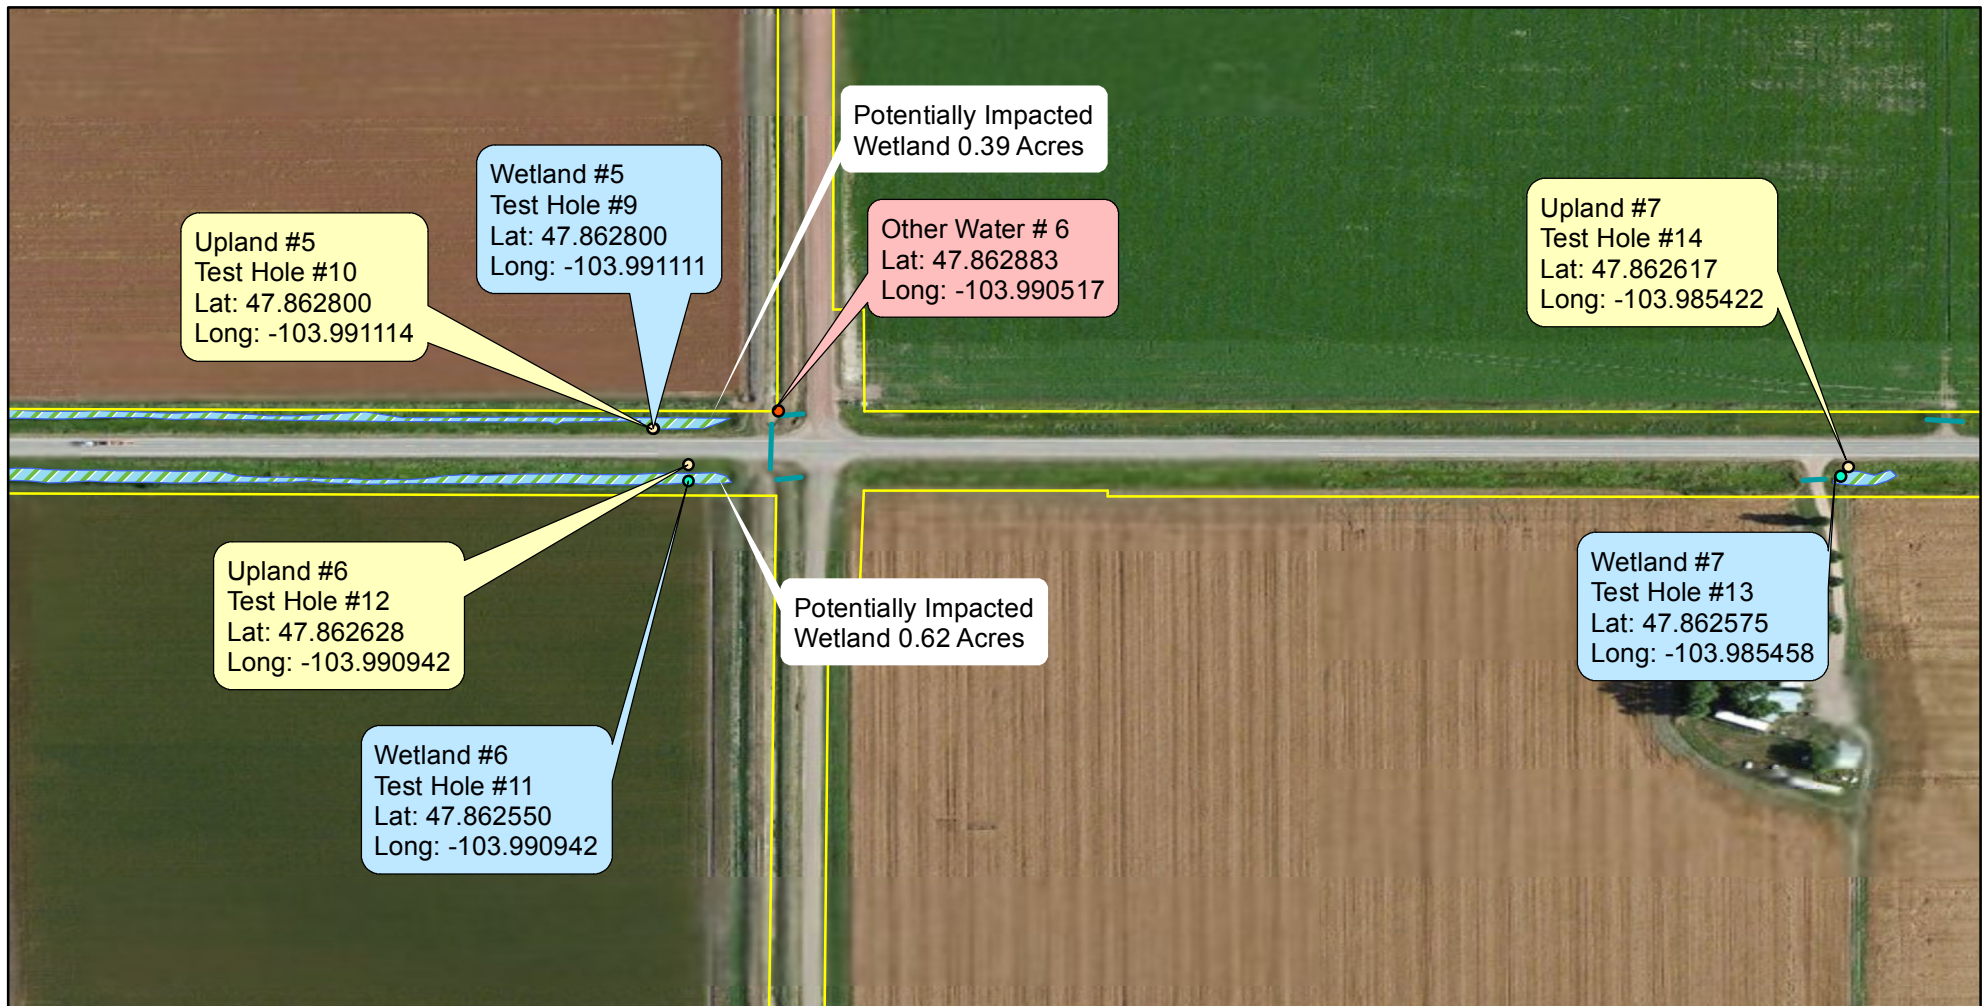 Potentially Impacted
Wetland 0.39 Acres
Wetland #5
Test Hole #9
Lat: 47.862800
Long: -103.991111
Upland #5
Test Hole #10
Lat: 47.862800
Long: -103.991114
Other Water # 6
Lat: 47.862883
Long: -103.990517
Upland #7
Test Hole #14
Lat: 47.862617
Long: -103.985422
Upland #6
Test Hole #12
Lat: 47.862628
Long: -103.990942
Potentially Impacted
Wetland 0.62 Acres
Wetland #7
Test Hole #13
Lat: 47.862575
Long: -103.985458
Wetland #6
Test Hole #11
Lat: 47.862550
Long: -103.990942